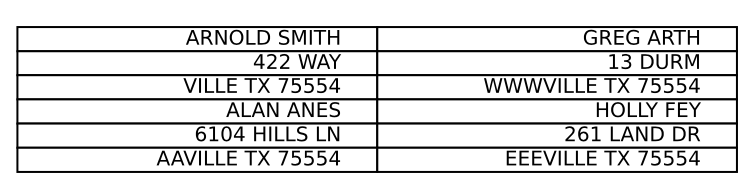 ARNOLD SMITH GREG ARTH
422 WAY 13 DURM
VILLE TX 75554 WWWVILLE TX 75554
ALAN ANES HOLLY FEY
6104 HILLS LN 261 LAND DR
AAVILLE TX 75554 EEEVILLE TX 75554